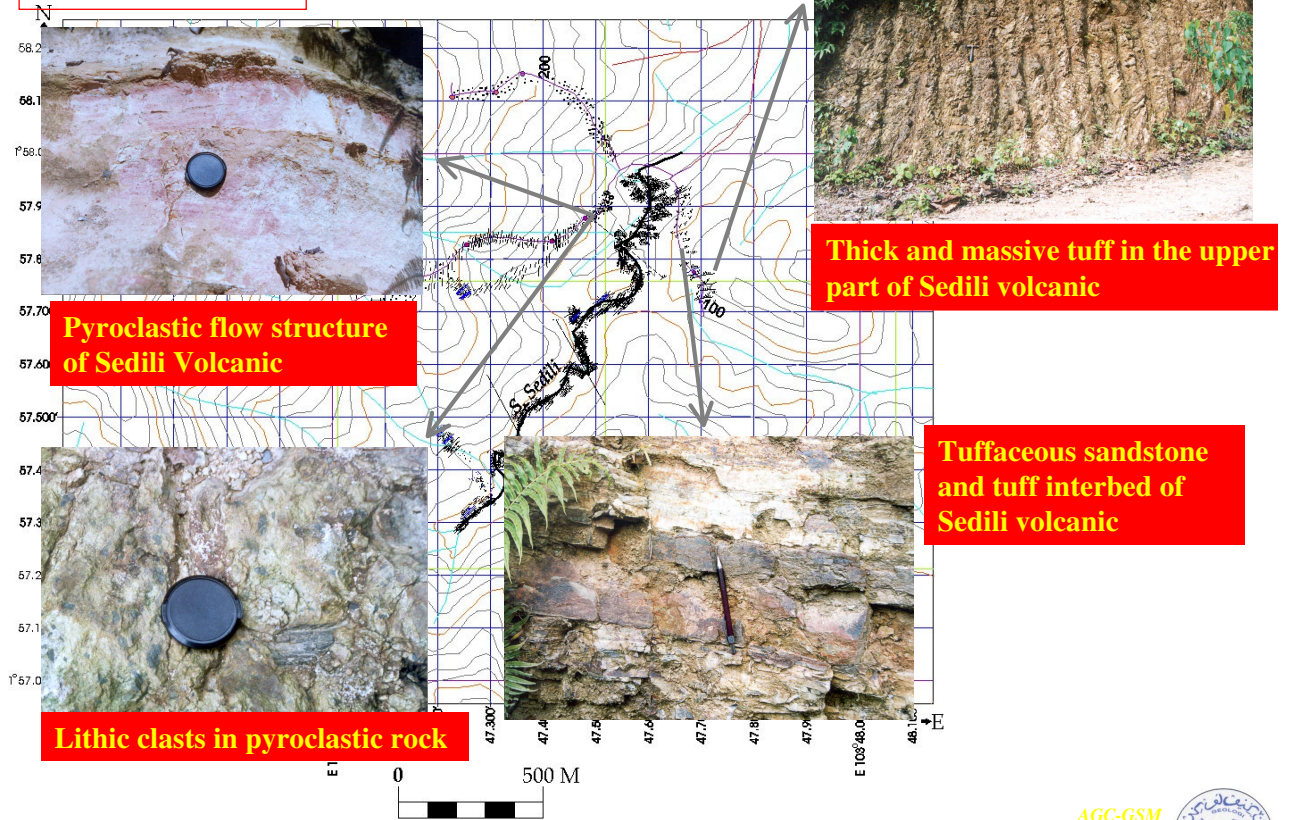 N
58.2
58.1
1°58.0
57.9
57.8
57.70
57.60
57.500'
57.4
57.3
57.2
57.1
1°57.0
200
100
S. Sedili
Thick and massive tuff in the upper
part of Sedili volcanic
Pyroclastic flow structure
of Sedili Volcanic
Tuffaceous sandstone
and tuff interbed of
Sedili volcanic
Lithic clasts in pyroclastic rock
47.300'
47.4
47.5
47.6
47.7
47.8
47.9
E 103°48.0
48.1
E
0 500 M
AGC-GSM
GEOLOGI